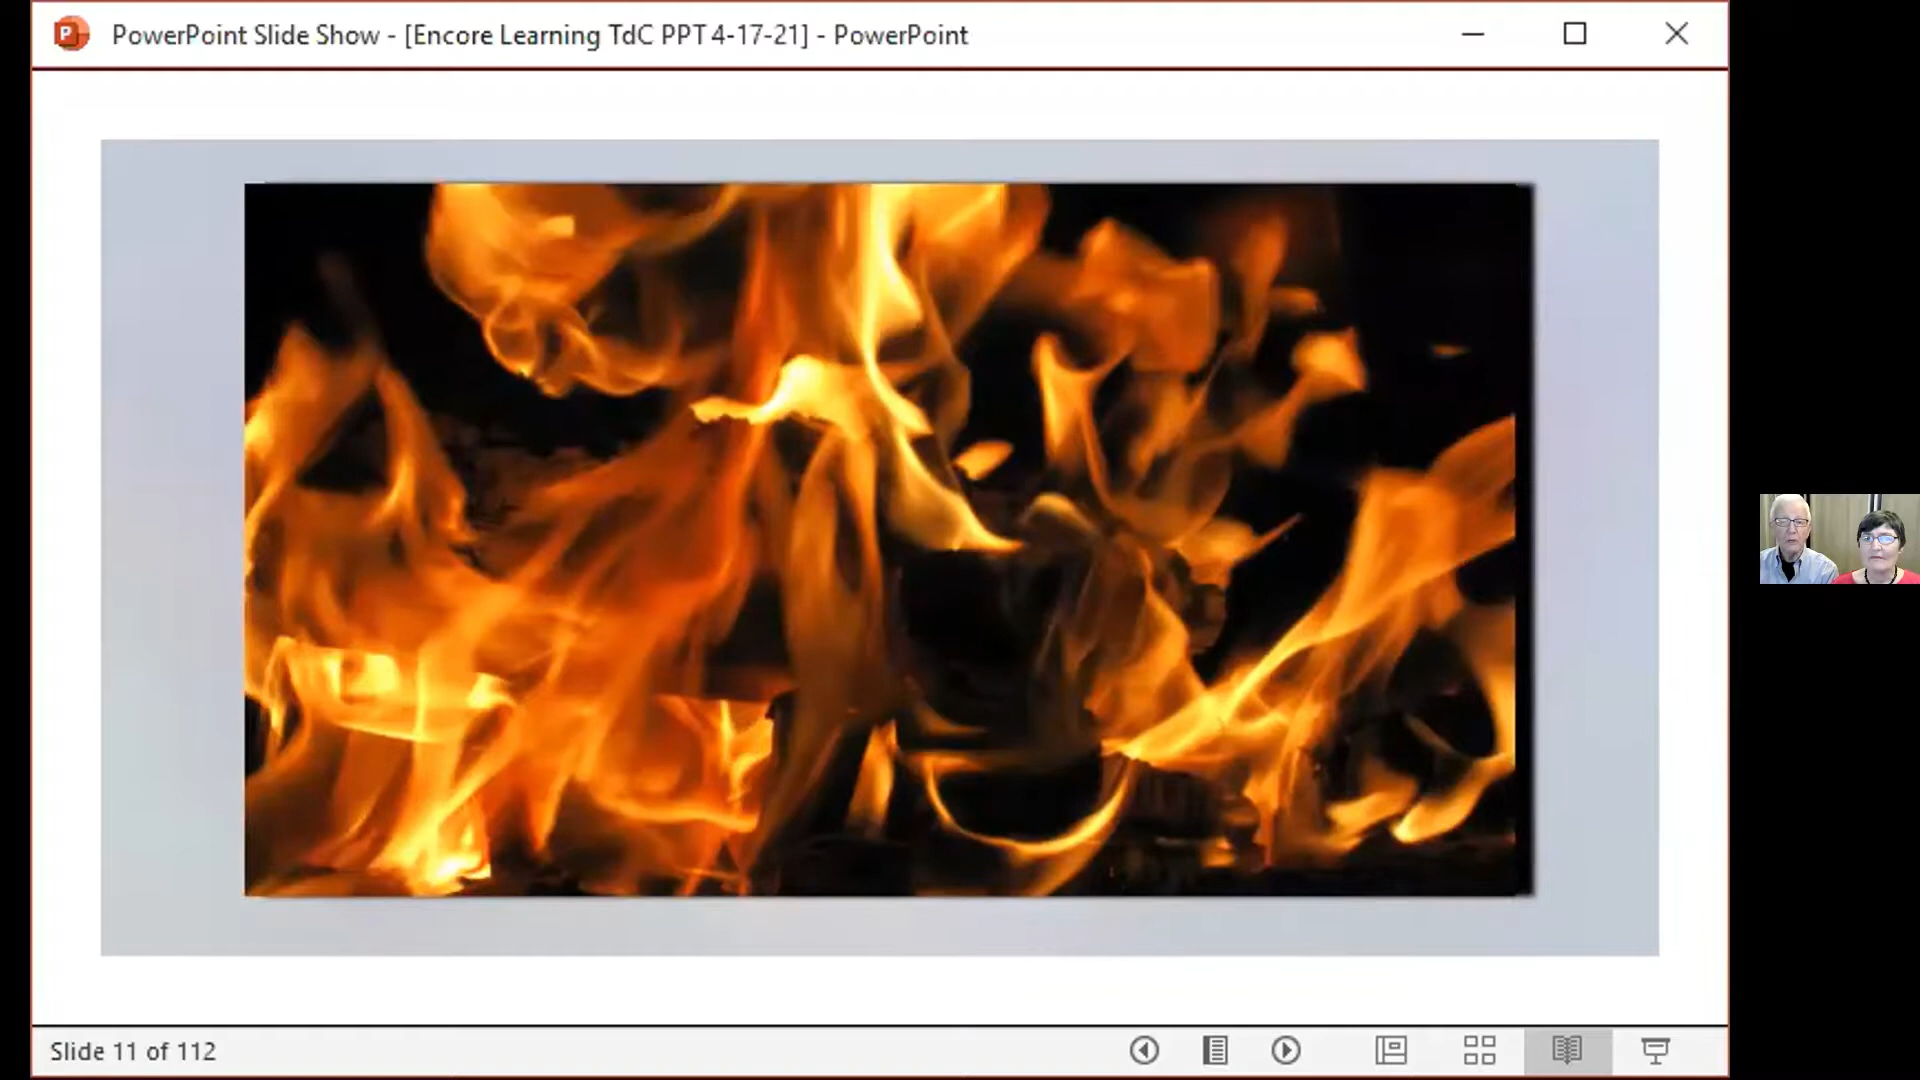 PowerPoint Slide Show - [Encore Learning TdC PPT 4-17-21] - PowerPoint
Slide 11 of 112